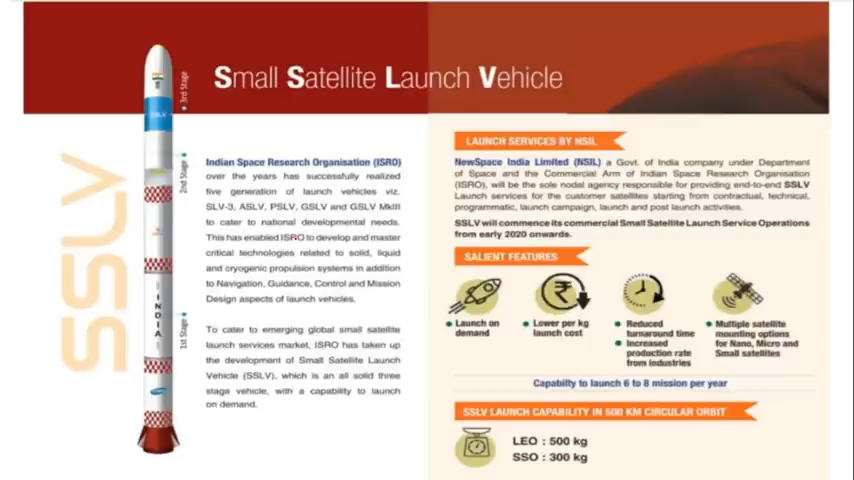 Small Satellite Launch Vehicle
SSLV
3rd Stage
2nd Stage
1st Stage
SSLV
INDIA
Indian Space Research Organisation (ISRO)
over the years has successfully realized
five generation of launch vehicles viz.
SLV-3, ASLV, PSLV, GSLV and GSLV MkIII
to cater to national developmental needs.
This has enabled ISRO to develop and master
critical technologies related to solid, liquid
and cryogenic propulsion systems in addition
to Navigation, Guidance, Control and Mission
Design aspects of launch vehicles.
To cater to emerging global small satellite
launch services market, ISRO has taken up
the development of Small Satellite Launch
Vehicle (SSLV), which is an all solid three
stage vehicle, with a capability to launch
on demand.
LAUNCH SERVICES BY NSIL
NewSpace India Limited (NSIL) a Govt. of India company under Department
of Space and the Commercial Arm of Indian Space Research Organisation
(ISRO), will be the sole nodal agency responsible for providing end-to-end SSLV
Launch services for the customer satellites starting from contractual, technical,
programmatic, launch campaign, launch and post launch activities.
SSLV will commence its commercial Small Satellite Launch Service Operations
from early 2020 onwards.
SALIENT FEATURES
Launch on
demand
Lower per kg
launch cost
Reduced
turnaround time
Increased
production rate
from industries
Multiple satellite
mounting options
for Nano, Micro and
Small satellites
Capabilty to launch 6 to 8 mission per year
SSLV LAUNCH CAPABILITY IN 500 KM CIRCULAR ORBIT
LEO : 500 kg
SSO : 300 kg